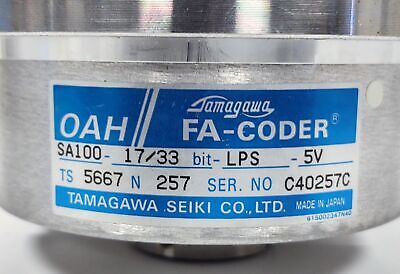 Tamagawa
OAH FA-CODER®
SA100- 17/33 bit- LPS - 5V
TS 5667 N 257 SER. NO C40257C
TAMAGAWA SEIKI CO., LTD. MADE IN JAPAN